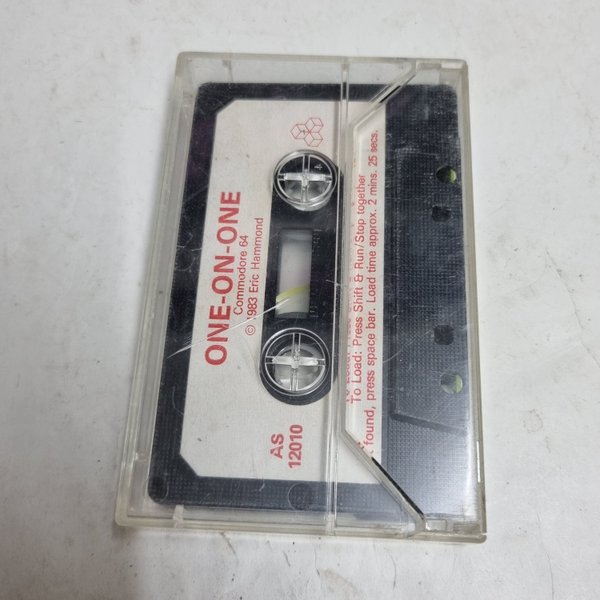 ONE-ON-ONE
Commodore 64
© 1983 Eric Hammond
AS
12010
To Load: Press Shift & Run/Stop together
found, press space bar. Load time approx. 2 mins. 25 secs.